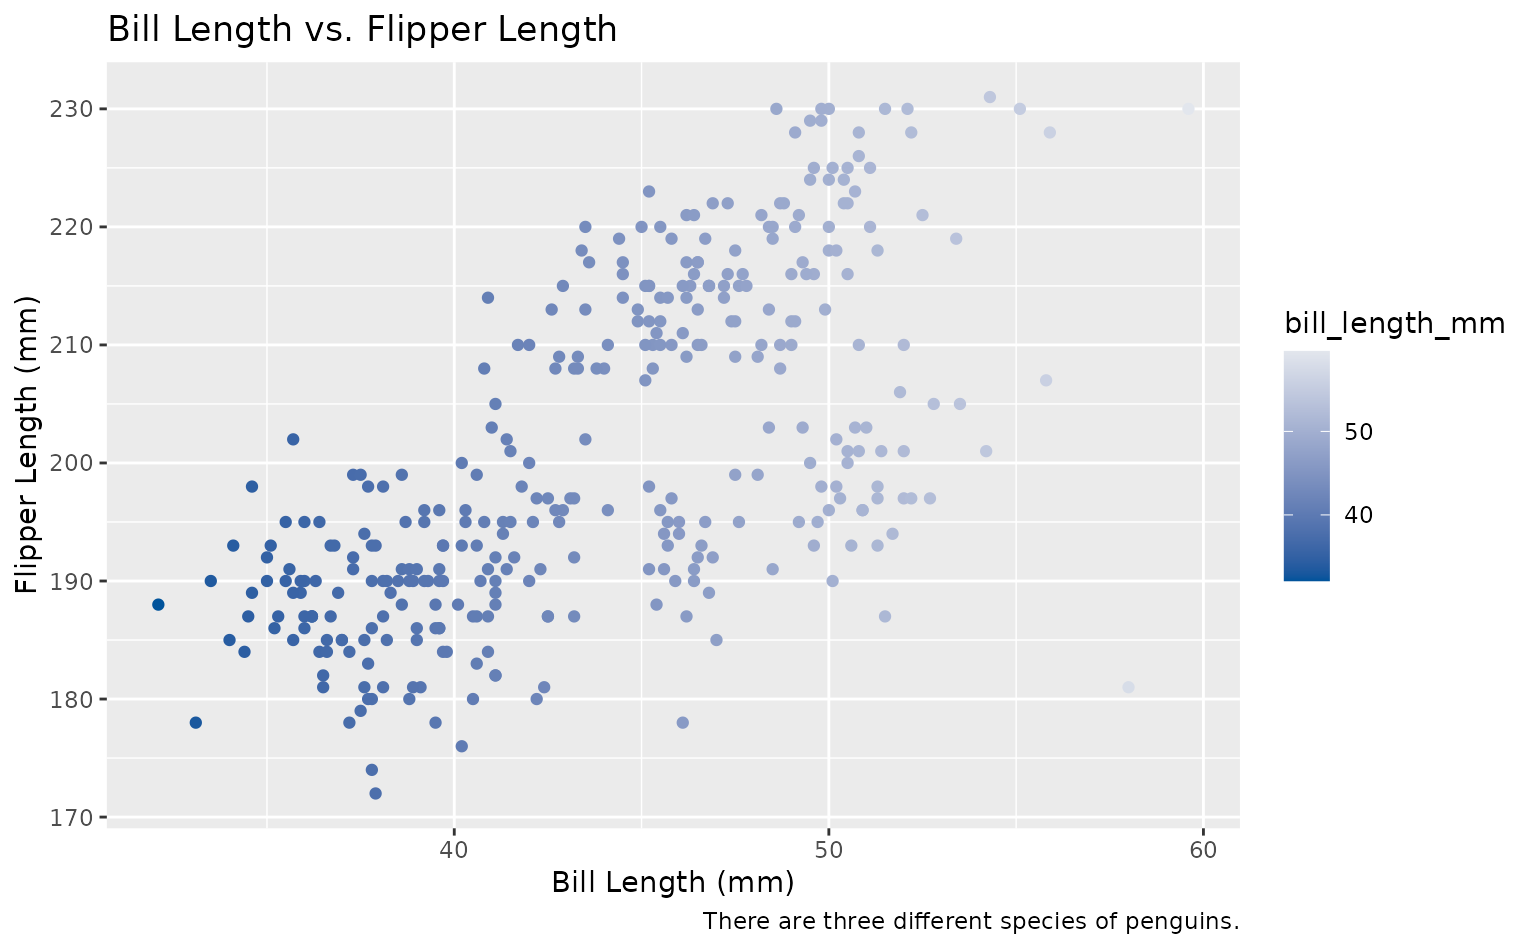 Bill Length vs. Flipper Length
230
220
210
200
190
180
170
Flipper Length (mm)
40
50
60
Bill Length (mm)
There are three different species of penguins.
bill_length_mm
50
40